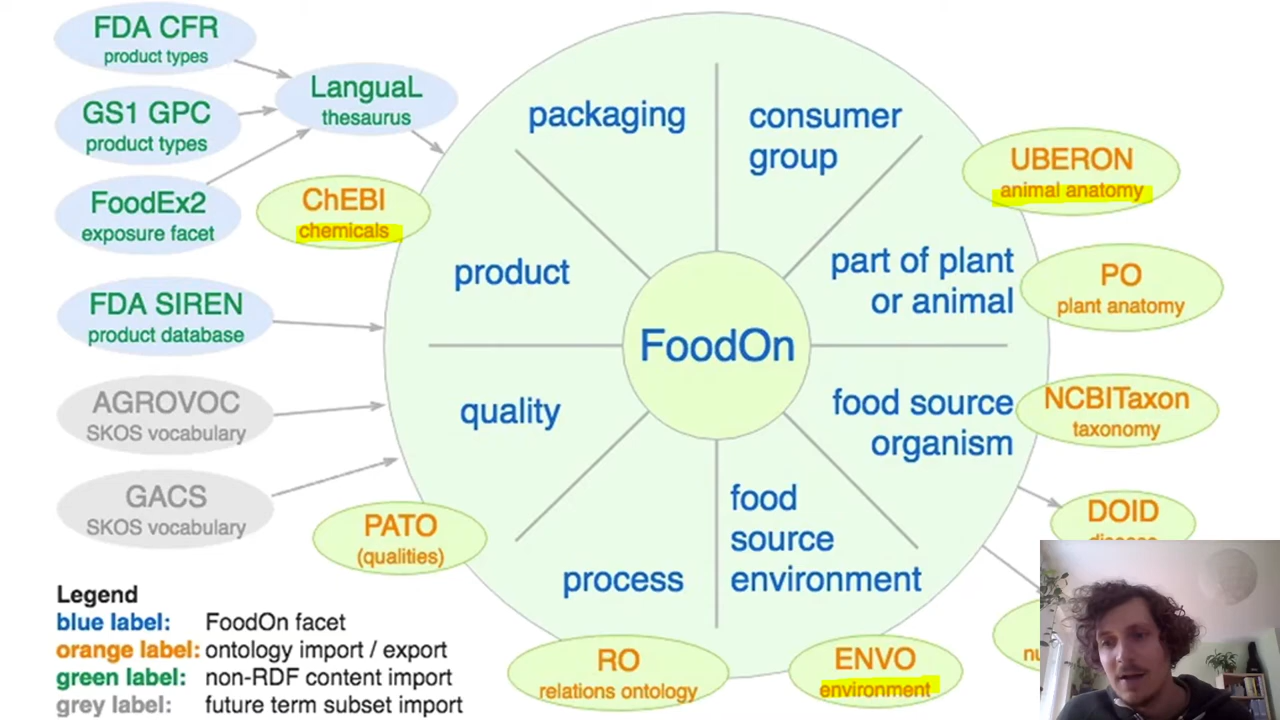 FDA CFR
product types
GS1 GPC
product types
FoodEx2
exposure facet
LanguaL
thesaurus
ChEBI
chemicals
FDA SIREN
product database
AGROVOC
SKOS vocabulary
GACS
SKOS vocabulary
PATO
(qualities)
packaging
consumer
group
product
part of plant
or animal
FoodOn
quality
food source
organism
process
food
source
environment
UBERON
animal anatomy
PO
plant anatomy
NCBITaxon
taxonomy
DOID
RO
relations ontology
ENVO
environment
Legend
blue label: FoodOn facet
orange label: ontology import / export
green label: non-RDF content import
grey label: future term subset import